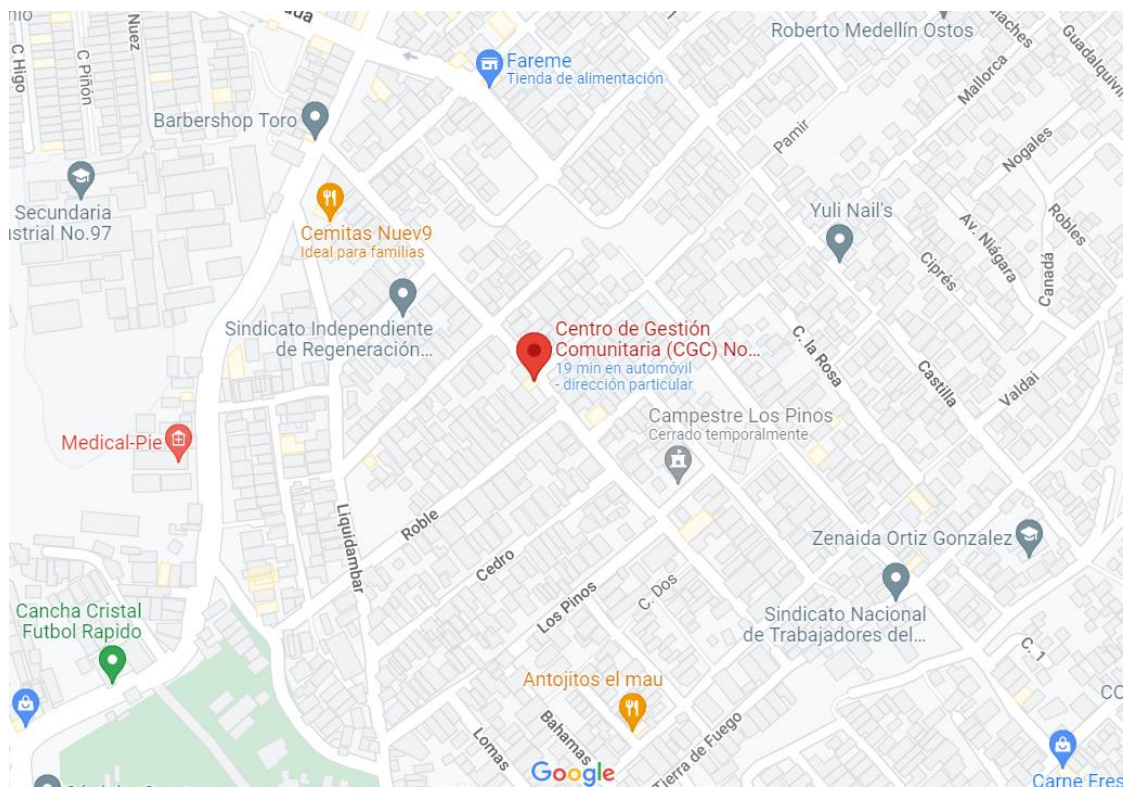 Nuez
C Piñón
C Higo
Fareme
Tienda de alimentación
Roberto Medellín Ostos
Guadalquivir
Mallorca
Barbershop Toro
Pamir
Nogales
Secundaria
ustrial No.97
Cemitas Nuev9
Ideal para familias
Yuli Nail's
Robles
Av. Niágara
Canadá
Ciprés
Sindicato Independiente
de Regeneración...
Centro de Gestión
Comunitaria (CGC) No...
19 min en automóvil
- dirección particular
C. la Rosa
Castilla
Valdai
Campestre Los Pinos
Cerrado temporalmente
Medical-Pie
Liquidambar
Roble
Cedro
Zenaida Ortiz Gonzalez
Los Pinos
C. Dos
Sindicato Nacional
de Trabajadores del...
Cancha Cristal
Futbol Rapido
C. 1
Antojitos el mau
Bahamas
Lomas
Tierra de Fuego
CO
Google
Carne Fres